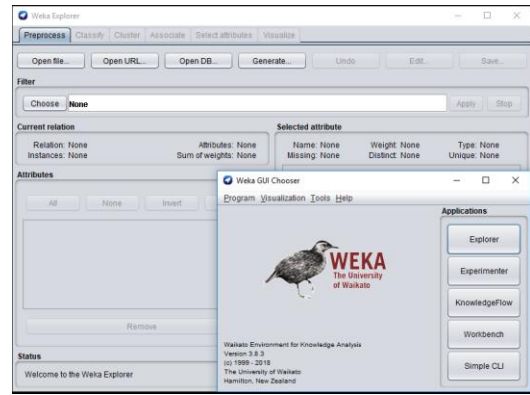 Weka Explorer
Preprocess Classify Cluster Associate Select attributes Visualize
Open file... Open URL... Open DB... Generate... Undo Edit... Save...
Filter
Choose None Apply Stop
Current relation
Relation: None Attributes: None
Instances: None Sum of weights: None
Selected attribute
Name: None Weight: None Type: None
Missing: None Distinct: None Unique: None
Attributes
All None Invert
Remove
Status
Welcome to the Weka Explorer
Weka GUI Chooser
Program Visualization Tools Help
WEKA
The University
of Waikato
Waikato Environment for Knowledge Analysis
Version 3.8.3
(c) 1999 - 2018
The University of Waikato
Hamilton, New Zealand
Applications
Explorer
Experimenter
KnowledgeFlow
Workbench
Simple CLI